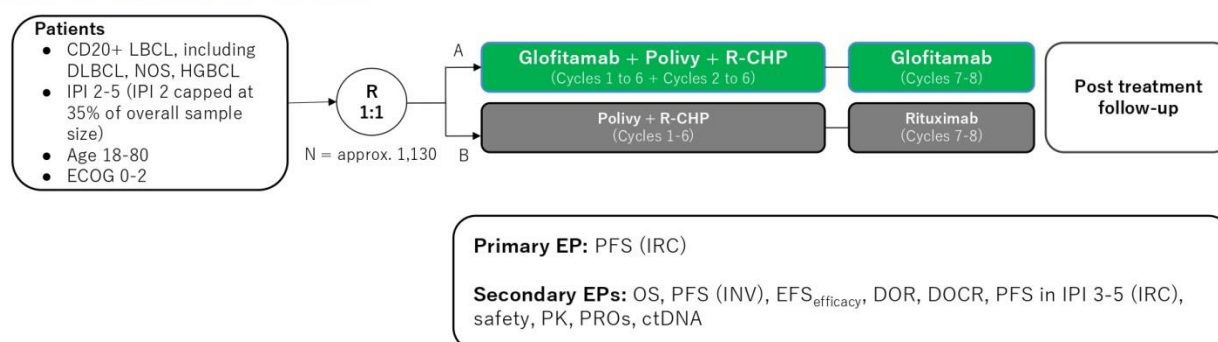 Patients
● CD20+ LBCL, including
DLBCL, NOS, HGBCL
● IPI 2-5 (IPI 2 capped at
35% of overall sample
size)
● Age 18-80
● ECOG 0-2
R
1:1
N = approx. 1,130
A
B
Glofitamab + Polivy + R-CHP
(Cycles 1 to 6 + Cycles 2 to 6)
Glofitamab
(Cycles 7-8)
Polivy + R-CHP
(Cycles 1-6)
Rituximab
(Cycles 7-8)
Post treatment
follow-up
Primary EP: PFS (IRC)
Secondary EPs: OS, PFS (INV), EFSefficacy, DOR, DOCR, PFS in IPI 3-5 (IRC),
safety, PK, PROs, ctDNA